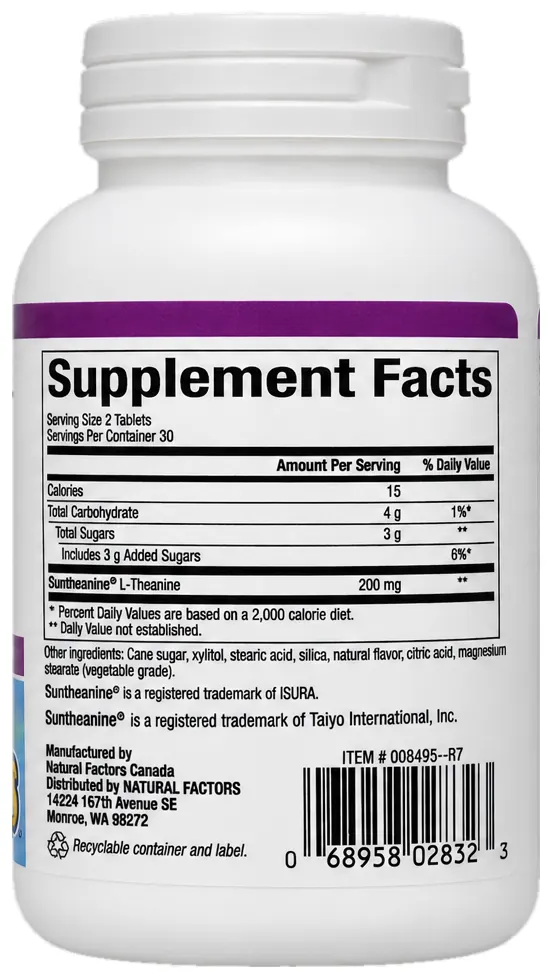 Supplement Facts
Serving Size 2 Tablets
Servings Per Container 30
Amount Per Serving % Daily Value
Calories 15
Total Carbohydrate 4 g 1%*
Total Sugars 3 g **
Includes 3 g Added Sugars 6%*
Suntheanine® L-Theanine 200 mg **
* Percent Daily Values are based on a 2,000 calorie diet.
** Daily Value not established.
Other ingredients: Cane sugar, xylitol, stearic acid, silica, natural flavor, citric acid, magnesium
stearate (vegetable grade).
Suntheanine® is a registered trademark of ISURA.
Suntheanine® is a registered trademark of Taiyo International, Inc.
Manufactured by
Natural Factors Canada
Distributed by NATURAL FACTORS
14224 167th Avenue SE
Monroe, WA 98272
Recyclable container and label.
ITEM # 008495--R7
0 68958 02832 3